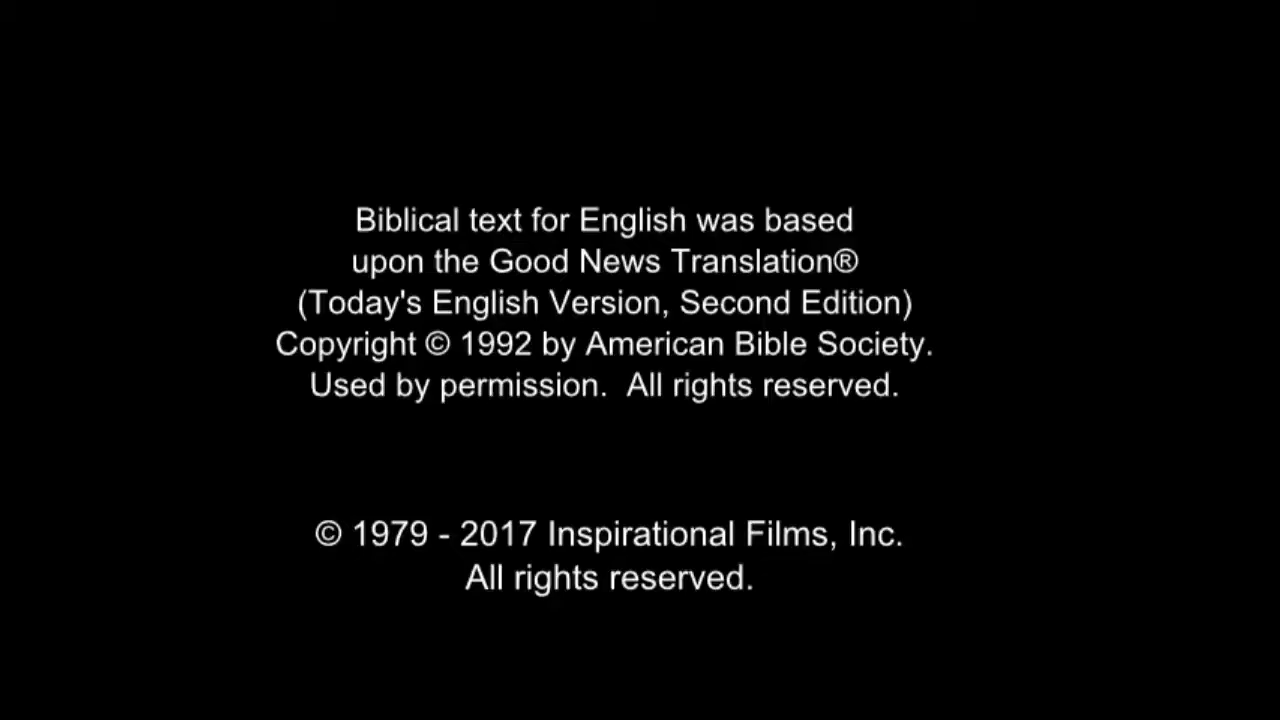 Biblical text for English was based
upon the Good News Translation®
(Today's English Version, Second Edition)
Copyright © 1992 by American Bible Society.
Used by permission.  All rights reserved.
© 1979 - 2017 Inspirational Films, Inc.
All rights reserved.